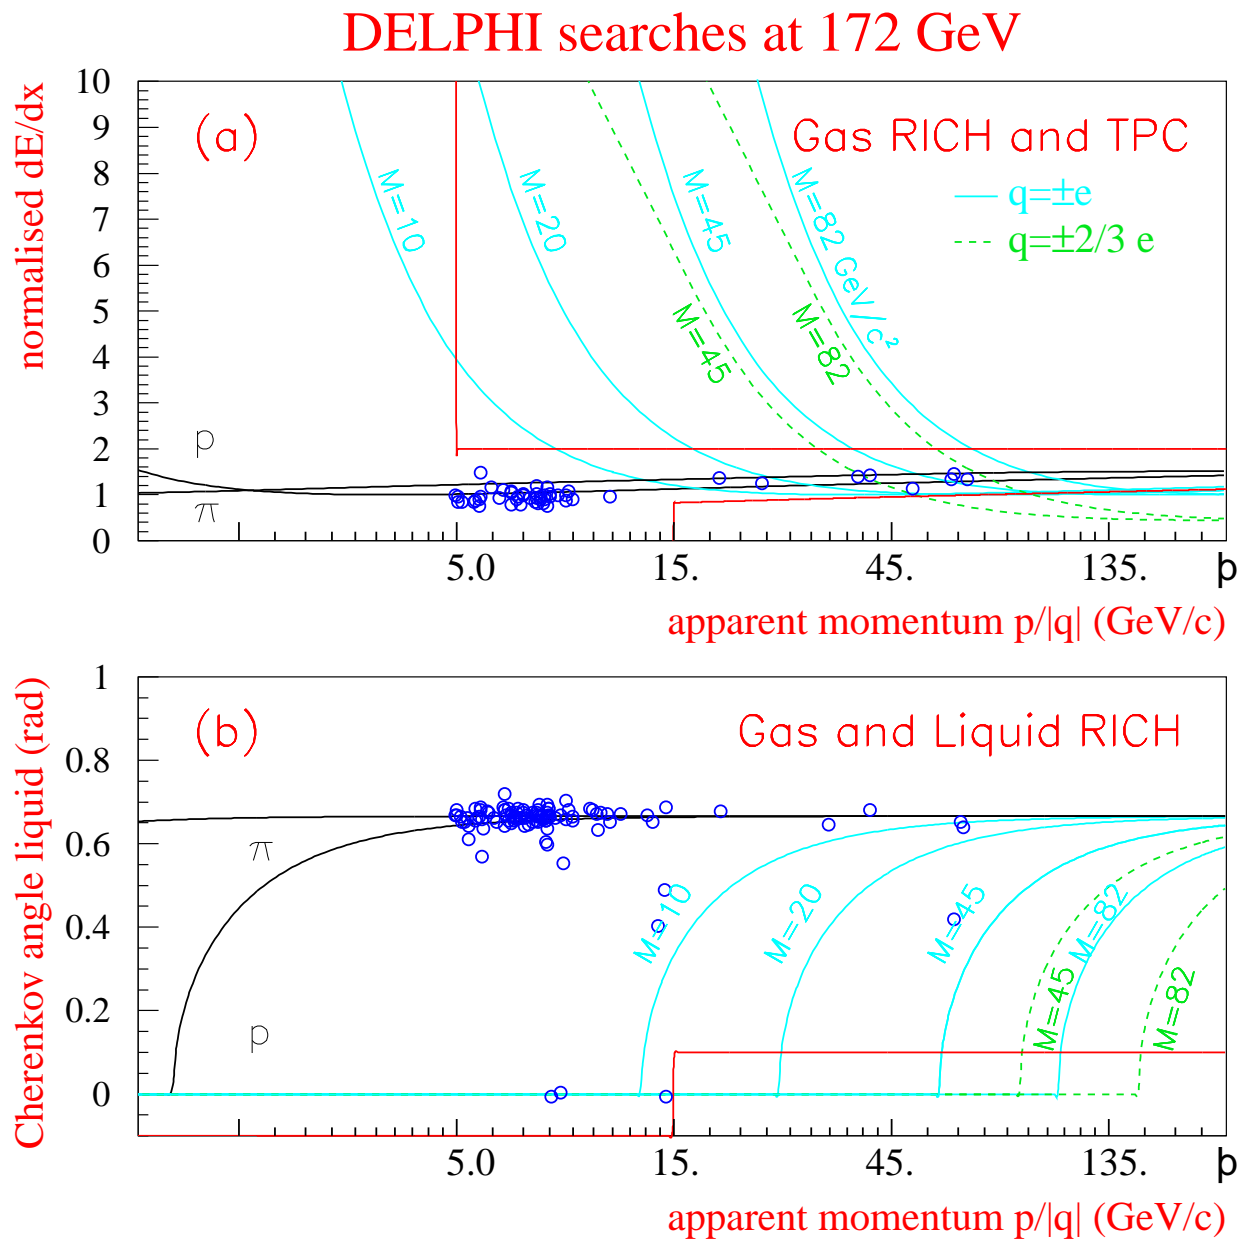 DELPHI searches at 172 GeV
normalised dE/dx
10
9
8
7
6
5
4
3
2
1
0
(a)
Gas RICH and TPC
q=±e
q=±2/3 e
M=10
M=20
M=45
M=82 GeV/c²
M=45
M=82
p
π
5.0
15.
45.
135.
p
apparent momentum p/|q| (GeV/c)
Cherenkov angle liquid (rad)
1
0.8
0.6
0.4
0.2
0
(b)
Gas and Liquid RICH
π
p
M=10
M=20
M=45
M=82
M=45
M=82
5.0
15.
45.
135.
p
apparent momentum p/|q| (GeV/c)